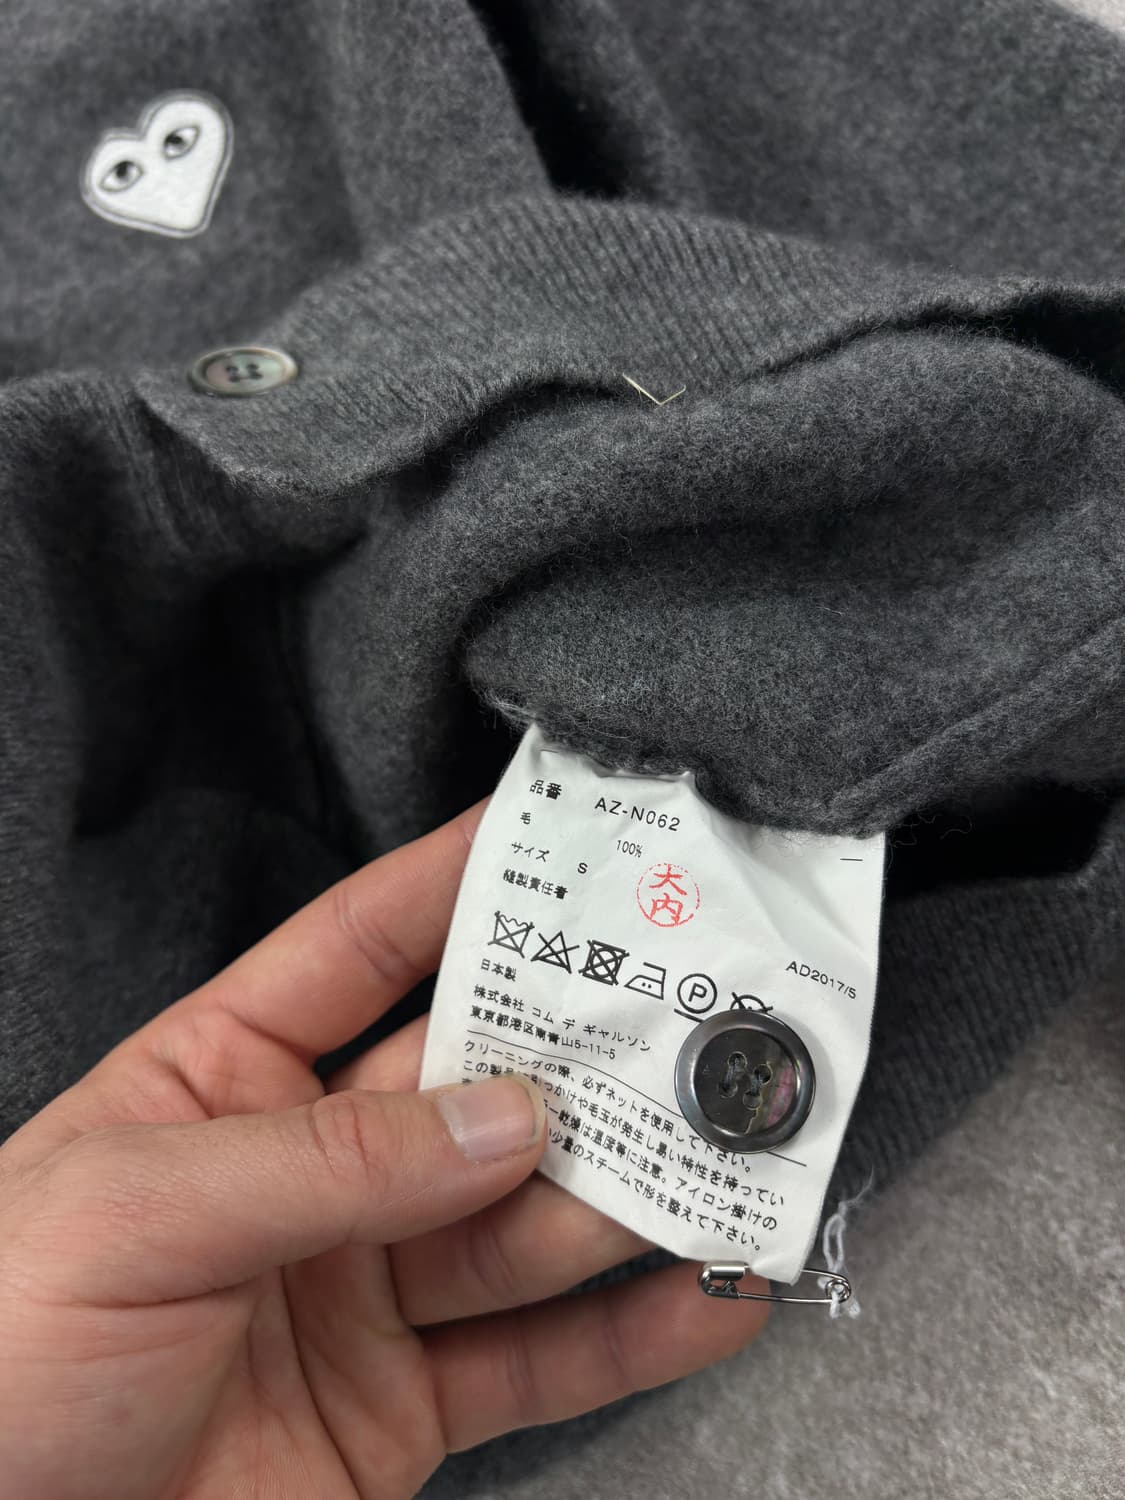 品番 AZ-N062
毛 100%
サイズ S
縫製責任者
大内
P
AD2017/5
日本製
株式会社 コム デ ギャルソン
東京都港区南青山5-11-5
クリーニングの際、必ずネットを使用して下さい。
この製品は引っかけや毛玉が発生し易い特性を持ってい
ー乾燥は温度等に注意。アイロン掛けの
少量のスチームで形を整えて下さい。